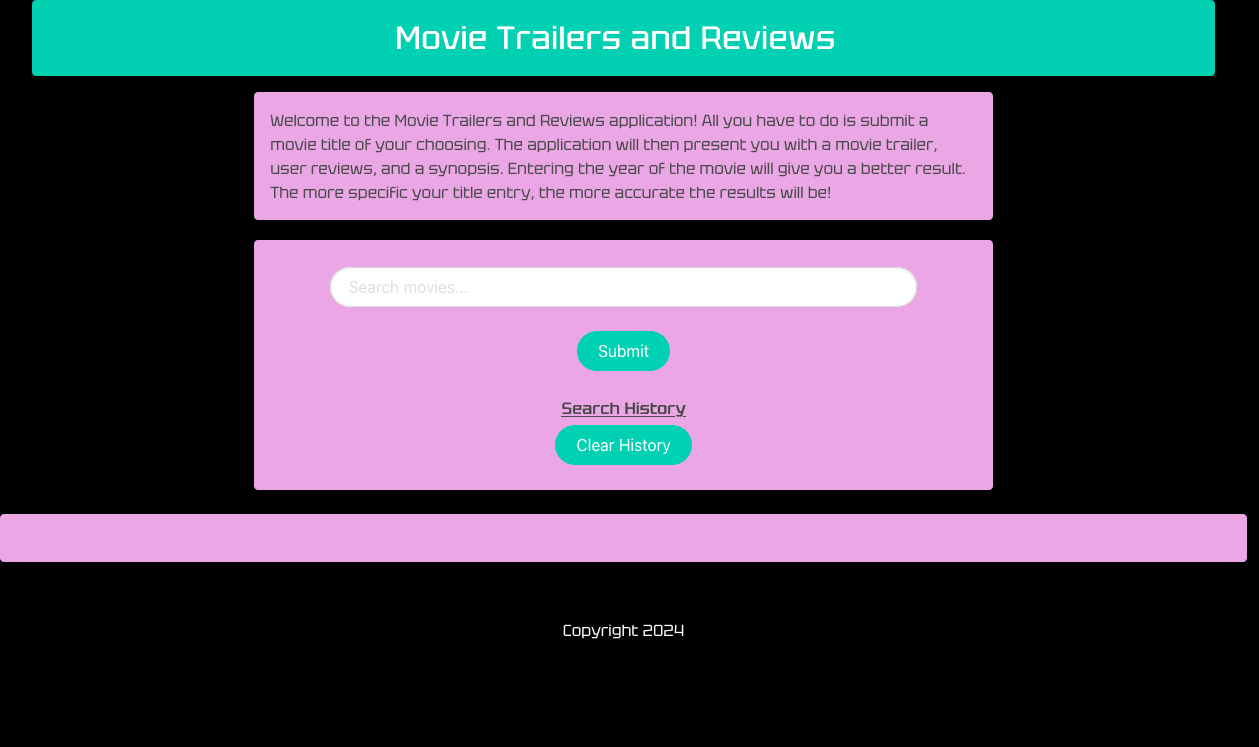 Movie Trailers and Reviews
Welcome to the Movie Trailers and Reviews application! All you have to do is submit a
movie title of your choosing. The application will then present you with a movie trailer,
user reviews, and a synopsis. Entering the year of the movie will give you a better result.
The more specific your title entry, the more accurate the results will be!
Search movies...
Submit
Search History
Clear History
Copyright 2024